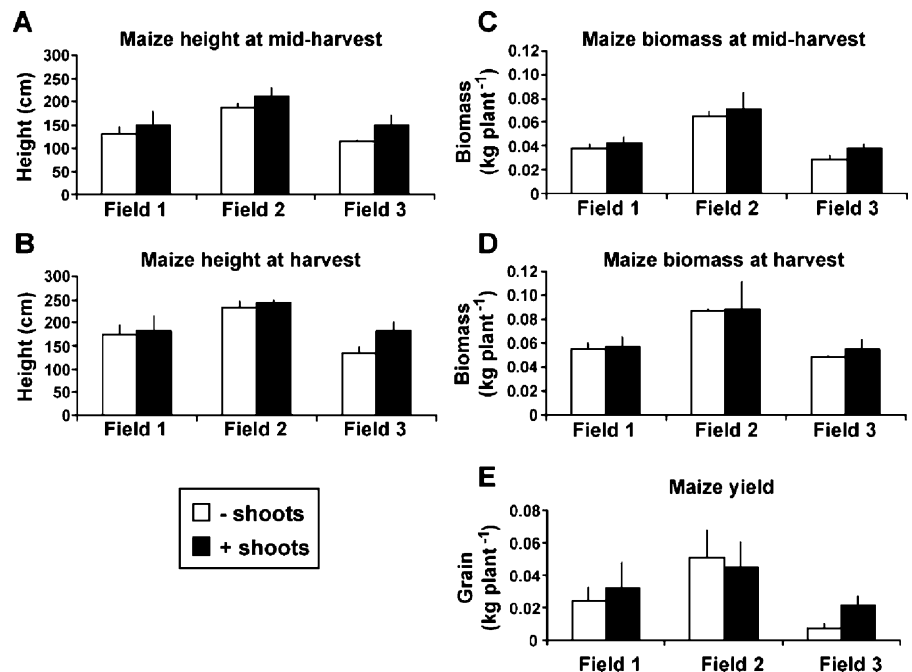 A
Maize height at mid-harvest
Height (cm)
300
250
200
150
100
50
0
Field 1 Field 2 Field 3
B
Maize height at harvest
Height (cm)
300
250
200
150
100
50
0
Field 1 Field 2 Field 3
- shoots
+ shoots
C
Maize biomass at mid-harvest
Biomass
(kg plant⁻¹)
0.12
0.10
0.08
0.06
0.04
0.02
0
Field 1 Field 2 Field 3
D
Maize biomass at harvest
Biomass
(kg plant⁻¹)
0.12
0.10
0.08
0.06
0.04
0.02
0
Field 1 Field 2 Field 3
E
Maize yield
Grain
(kg plant⁻¹)
0.08
0.06
0.04
0.02
0
Field 1 Field 2 Field 3